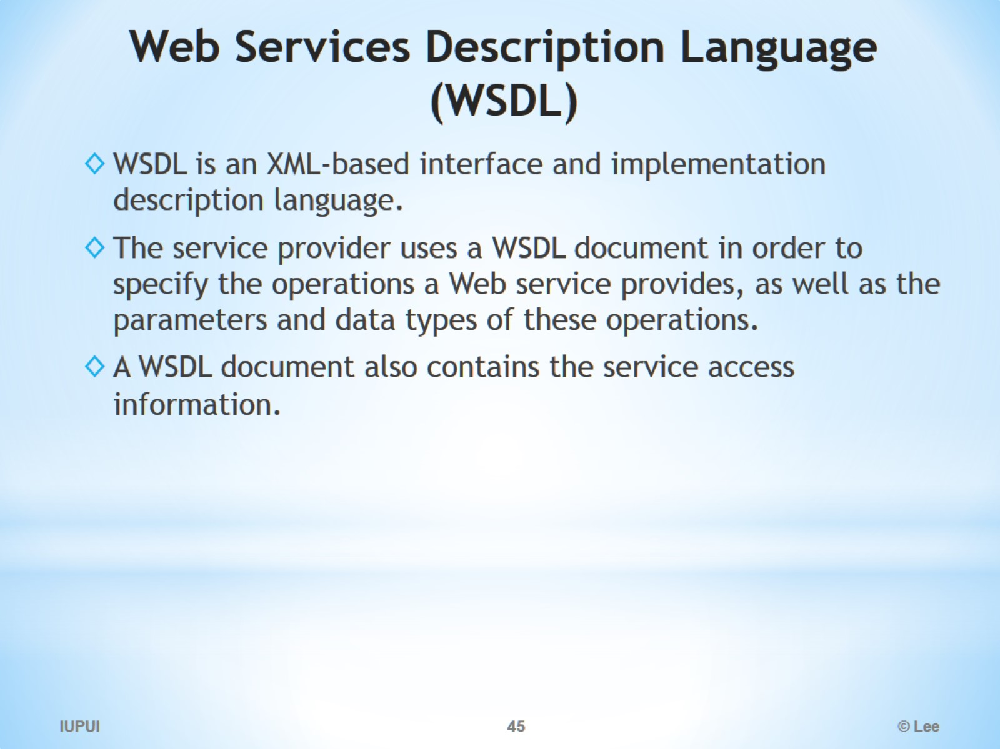 Web Services Description Language
(WSDL)
◇ WSDL is an XML-based interface and implementation
description language.
◇ The service provider uses a WSDL document in order to
specify the operations a Web service provides, as well as the
parameters and data types of these operations.
◇ A WSDL document also contains the service access
information.
IUPUI 45 © Lee